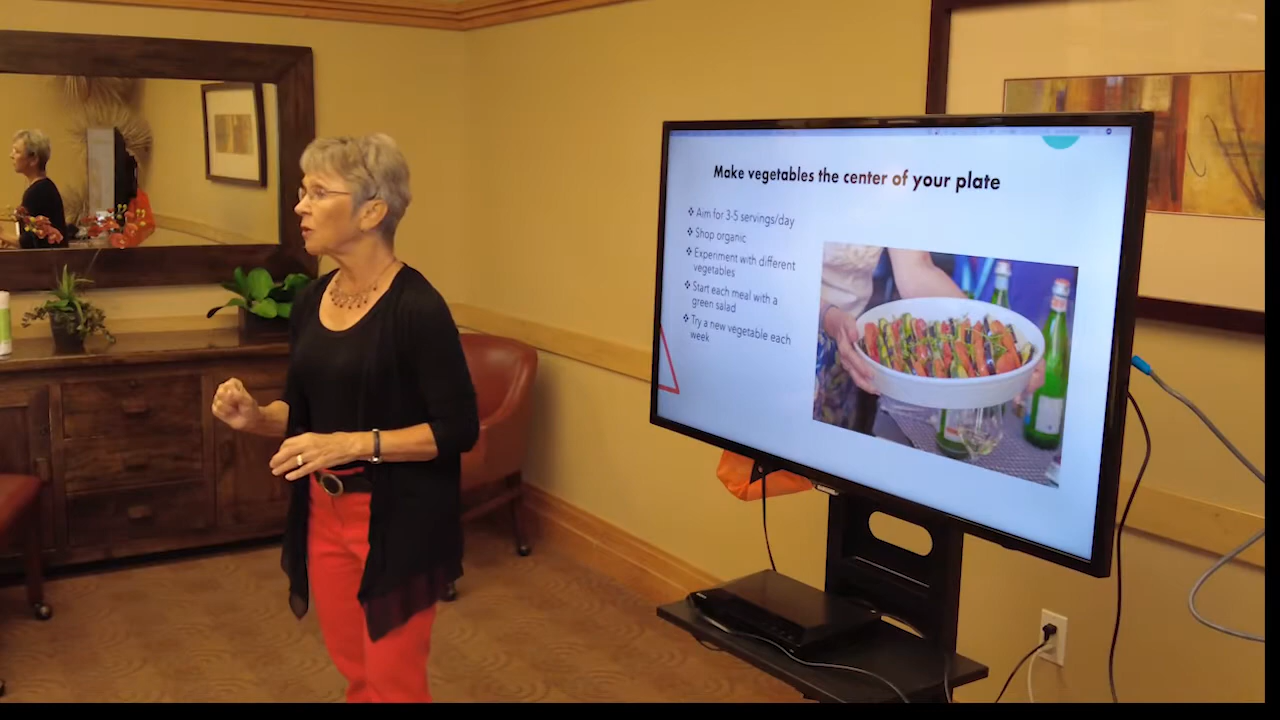 Make vegetables the center of your plate
❖ Aim for 3-5 servings/day
❖ Shop organic
❖ Experiment with different
vegetables
❖ Start each meal with a
green salad
❖ Try a new vegetable each
week